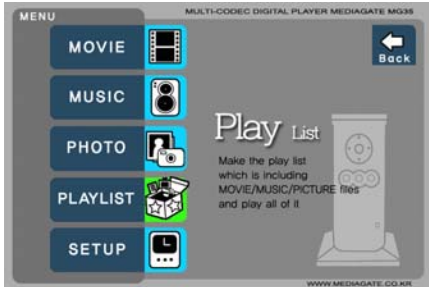 MENU
MULTI-CODEC DIGITAL PLAYER MEDIAGATE MG35
MOVIE
Back
MUSIC
PHOTO
PLAYLIST
SETUP
Play List
Make the play list
which is including
MOVIE/MUSIC/PICTURE files
and play all of it
WWW.MEDIAGATE.CO.KR